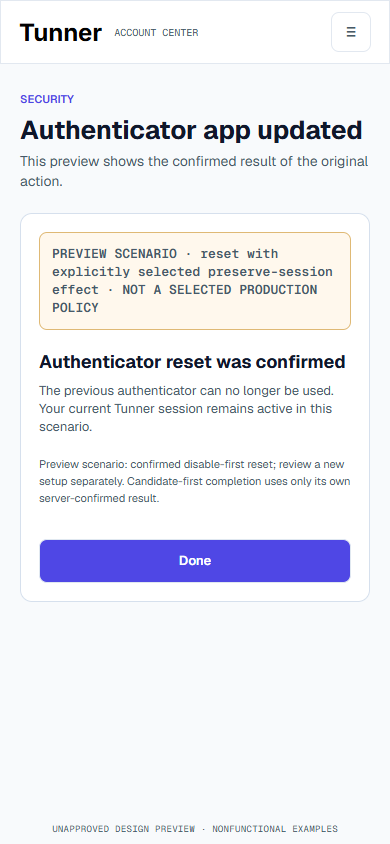 Tunner ACCOUNT CENTER
☰
SECURITY
Authenticator app updated
This preview shows the confirmed result of the original
action.
PREVIEW SCENARIO · reset with
explicitly selected preserve-session
effect · NOT A SELECTED PRODUCTION
POLICY
Authenticator reset was confirmed
The previous authenticator can no longer be used.
Your current Tunner session remains active in this
scenario.
Preview scenario: confirmed disable-first reset; review a new
setup separately. Candidate-first completion uses only its own
server-confirmed result.
Done
UNAPPROVED DESIGN PREVIEW · NONFUNCTIONAL EXAMPLES